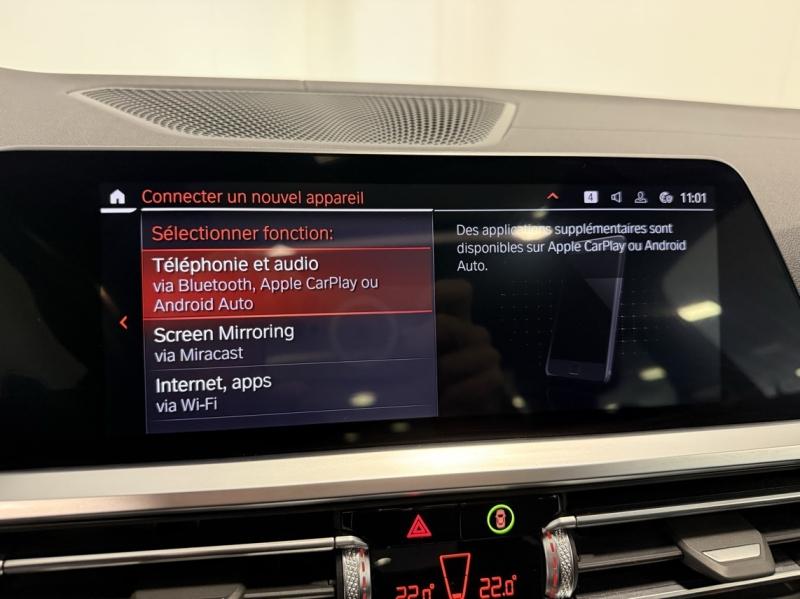 Connecter un nouvel appareil
4
11:01
Sélectionner fonction:
Téléphonie et audio
via Bluetooth, Apple CarPlay ou
Android Auto
Screen Mirroring
via Miracast
Internet, apps
via Wi-Fi
Des applications supplémentaires sont
disponibles sur Apple CarPlay ou Android
Auto.
22.0° 22.0°